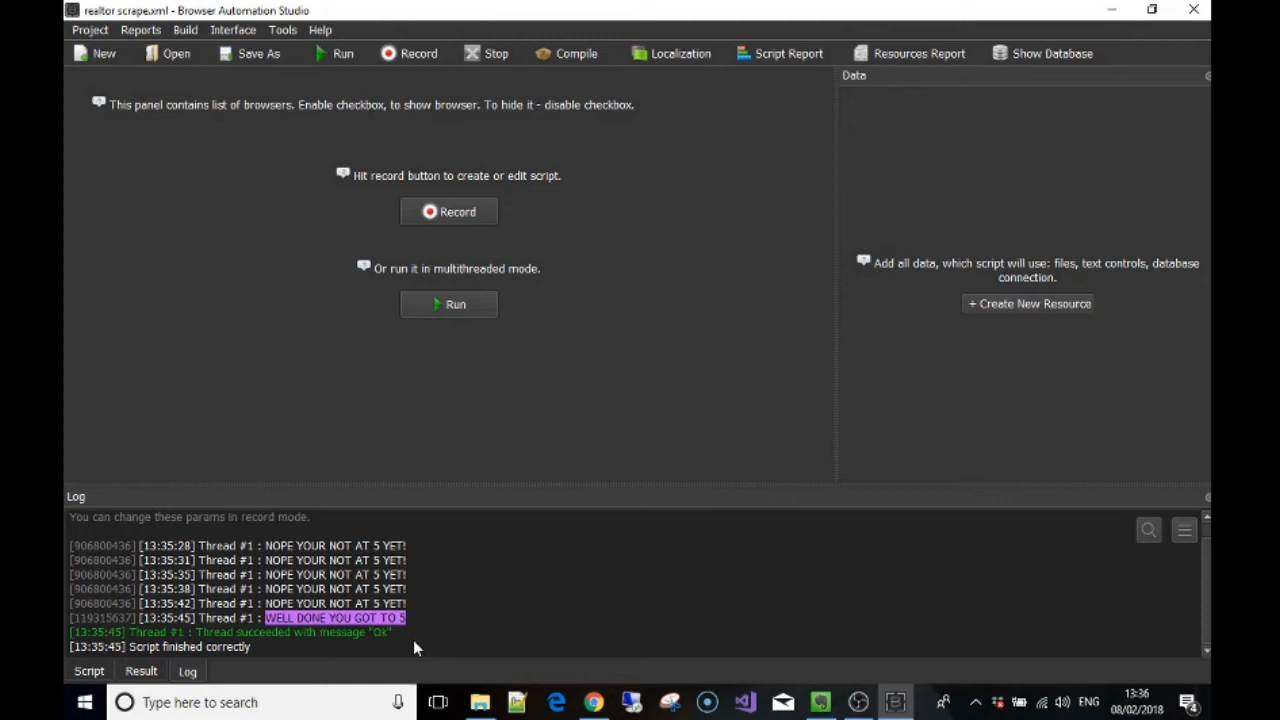 realtor scrape.xml - Browser Automation Studio
Project Reports Build Interface Tools Help
New Open Save As Run Record Stop Compile Localization Script Report Resources Report Show Database
Data
This panel contains list of browsers. Enable checkbox, to show browser. To hide it - disable checkbox.
Hit record button to create or edit script.
Record
Or run it in multithreaded mode.
Run
Add all data, which script will use: files, text controls, database
connection.
+ Create New Resource
Log
You can change these params in record mode.
[906800436] [13:35:28] Thread #1 : NOPE YOUR NOT AT 5 YET!
[906800436] [13:35:31] Thread #1 : NOPE YOUR NOT AT 5 YET!
[906800436] [13:35:35] Thread #1 : NOPE YOUR NOT AT 5 YET!
[906800436] [13:35:38] Thread #1 : NOPE YOUR NOT AT 5 YET!
[906800436] [13:35:42] Thread #1 : NOPE YOUR NOT AT 5 YET!
[119315637] [13:35:45] Thread #1 : WELL DONE YOU GOT TO 5
[13:35:45] Thread #1 : Thread succeeded with message "Ok"
[13:35:45] Script finished correctly
Script Result Log
Type here to search
ENG
13:36
08/02/2018
4